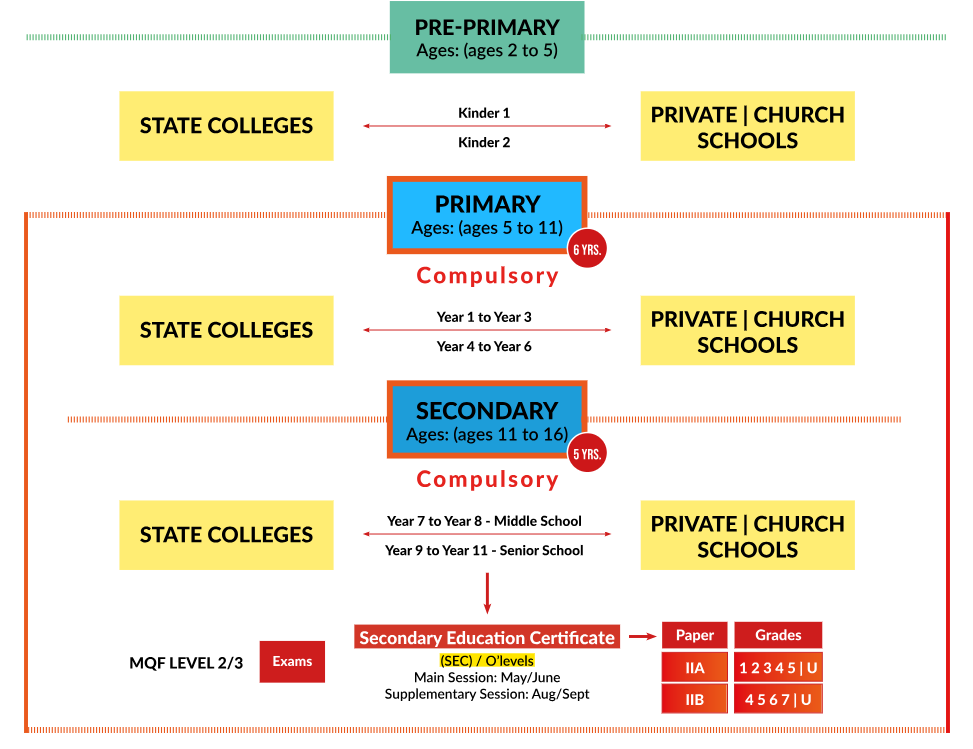 PRE-PRIMARY
Ages: (ages 2 to 5)
STATE COLLEGES
Kinder 1
Kinder 2
PRIVATE | CHURCH
SCHOOLS
PRIMARY
Ages: (ages 5 to 11)
6 YRS.
Compulsory
STATE COLLEGES
Year 1 to Year 3
Year 4 to Year 6
PRIVATE | CHURCH
SCHOOLS
SECONDARY
Ages: (ages 11 to 16)
5 YRS.
Compulsory
STATE COLLEGES
Year 7 to Year 8 - Middle School
Year 9 to Year 11 - Senior School
PRIVATE | CHURCH
SCHOOLS
MQF LEVEL 2/3
Exams
Secondary Education Certificate
(SEC) / O'levels
Main Session: May/June
Supplementary Session: Aug/Sept
Paper Grades
IIA 1 2 3 4 5 | U
IIB 4 5 6 7 | U